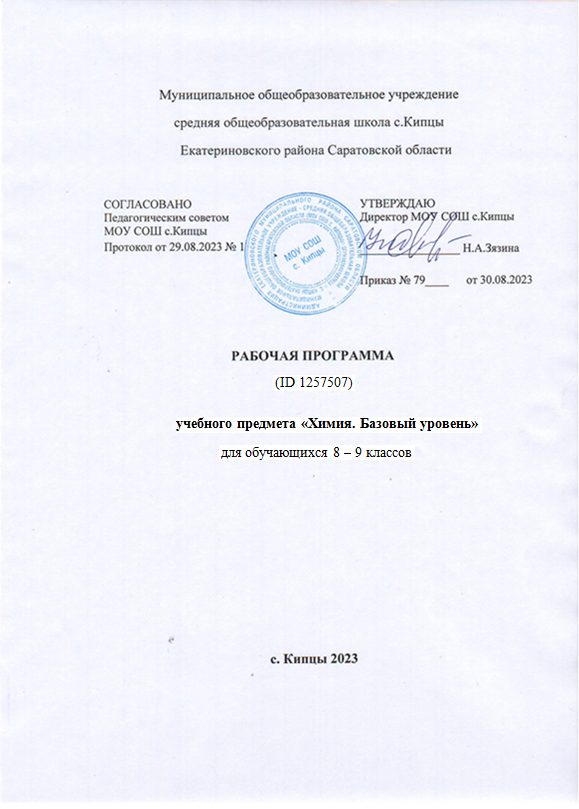 Муниципальное общеобразовательное учреждение
средняя общеобразовательная школа с.Кипцы
Екатериновского района Саратовской области
СОГЛАСОВАНО
Педагогическим советом
МОУ СОШ с.Кипцы
Протокол от 29.08.2023 № 1
МОУ СОШ
с. Кипцы
УТВЕРЖДАЮ
Директор МОУ СОШ с.Кипцы
Н.А.Зязина
Приказ № 79____ от 30.08.2023
РАБОЧАЯ ПРОГРАММА
(ID 1257507)
учебного предмета «Химия. Базовый уровень»
для обучающихся 8 – 9 классов
с. Кипцы 2023